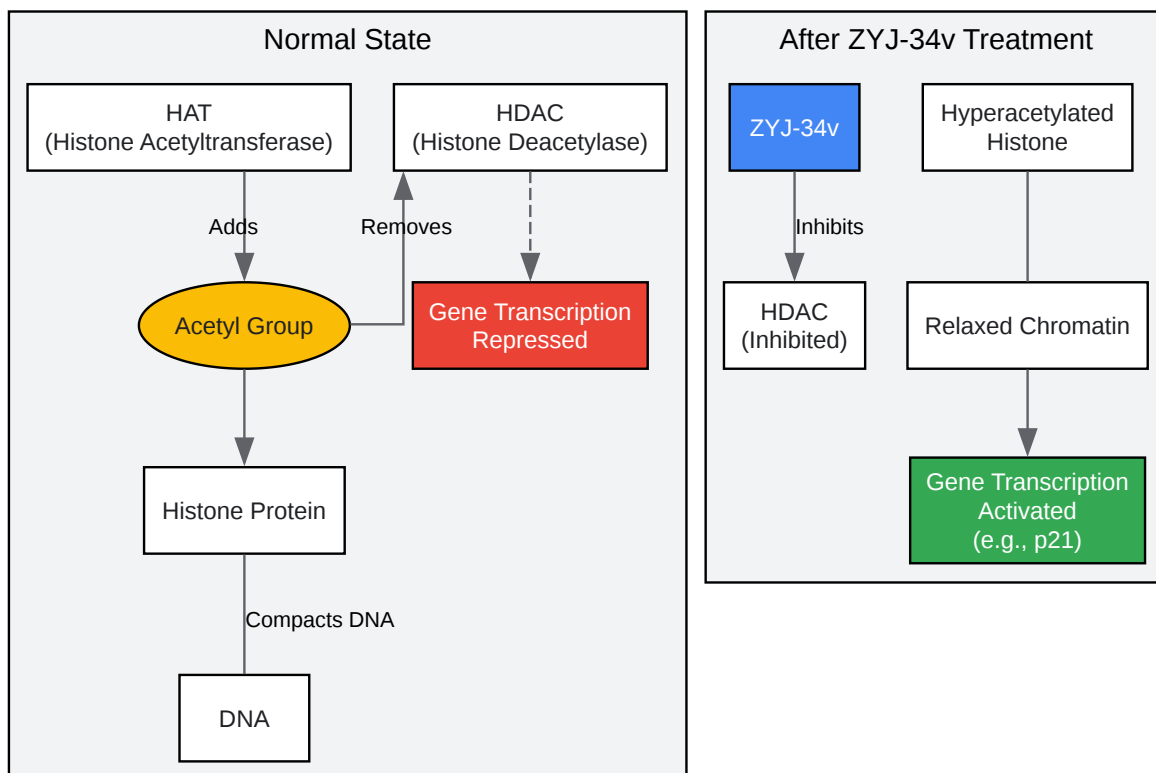 Normal State
HAT
(Histone Acetyltransferase)
HDAC
(Histone Deacetylase)
Adds
Removes
Acetyl Group
Gene Transcription
Repressed
Histone Protein
Compacts DNA
DNA
After ZYJ-34v Treatment
ZYJ-34v
Hyperacetylated
Histone
Inhibits
HDAC
(Inhibited)
Relaxed Chromatin
Gene Transcription
Activated
(e.g., p21)